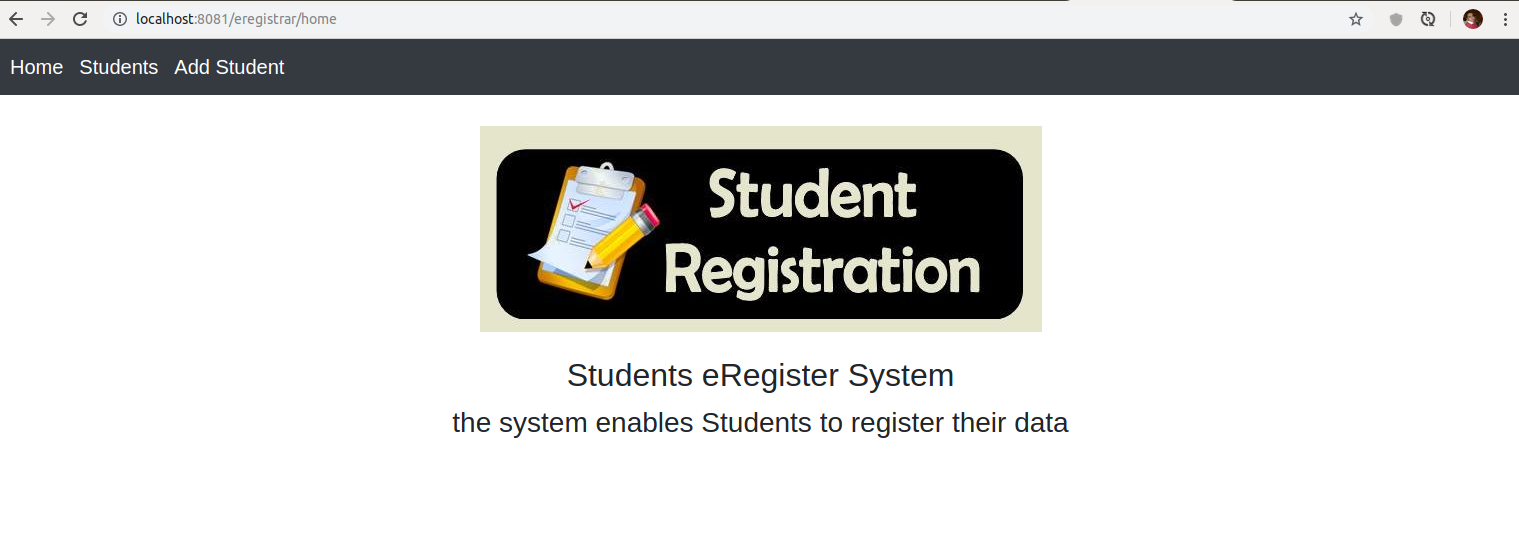 localhost:8081/eregistrar/home
Home Students Add Student
Student
Registration
Students eRegister System
the system enables Students to register their data